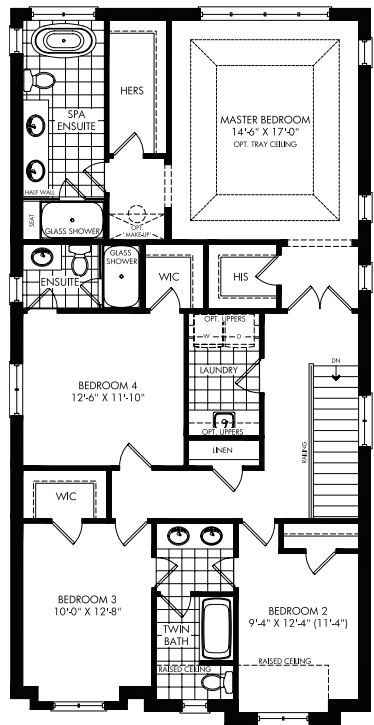 HERS
SPA
ENSUITE
MASTER BEDROOM
14'-6" X 17'-0"
OPT. TRAY CEILING
HALF WALL
SEAT
GLASS SHOWER
OPT.
MAKE-UP
ENSUITE
GLASS
SHOWER
WIC
HIS
OPT. UPPERS
W
D
LAUNDRY
OPT. UPPERS
LINEN
BEDROOM 4
12'-6" X 11'-10"
DN
RAILING
WIC
BEDROOM 3
10'-0" X 12'-8"
TWIN
BATH
RAISED CEILING
BEDROOM 2
9'-4" X 12'-4" (11'-4")
RAISED CEILING